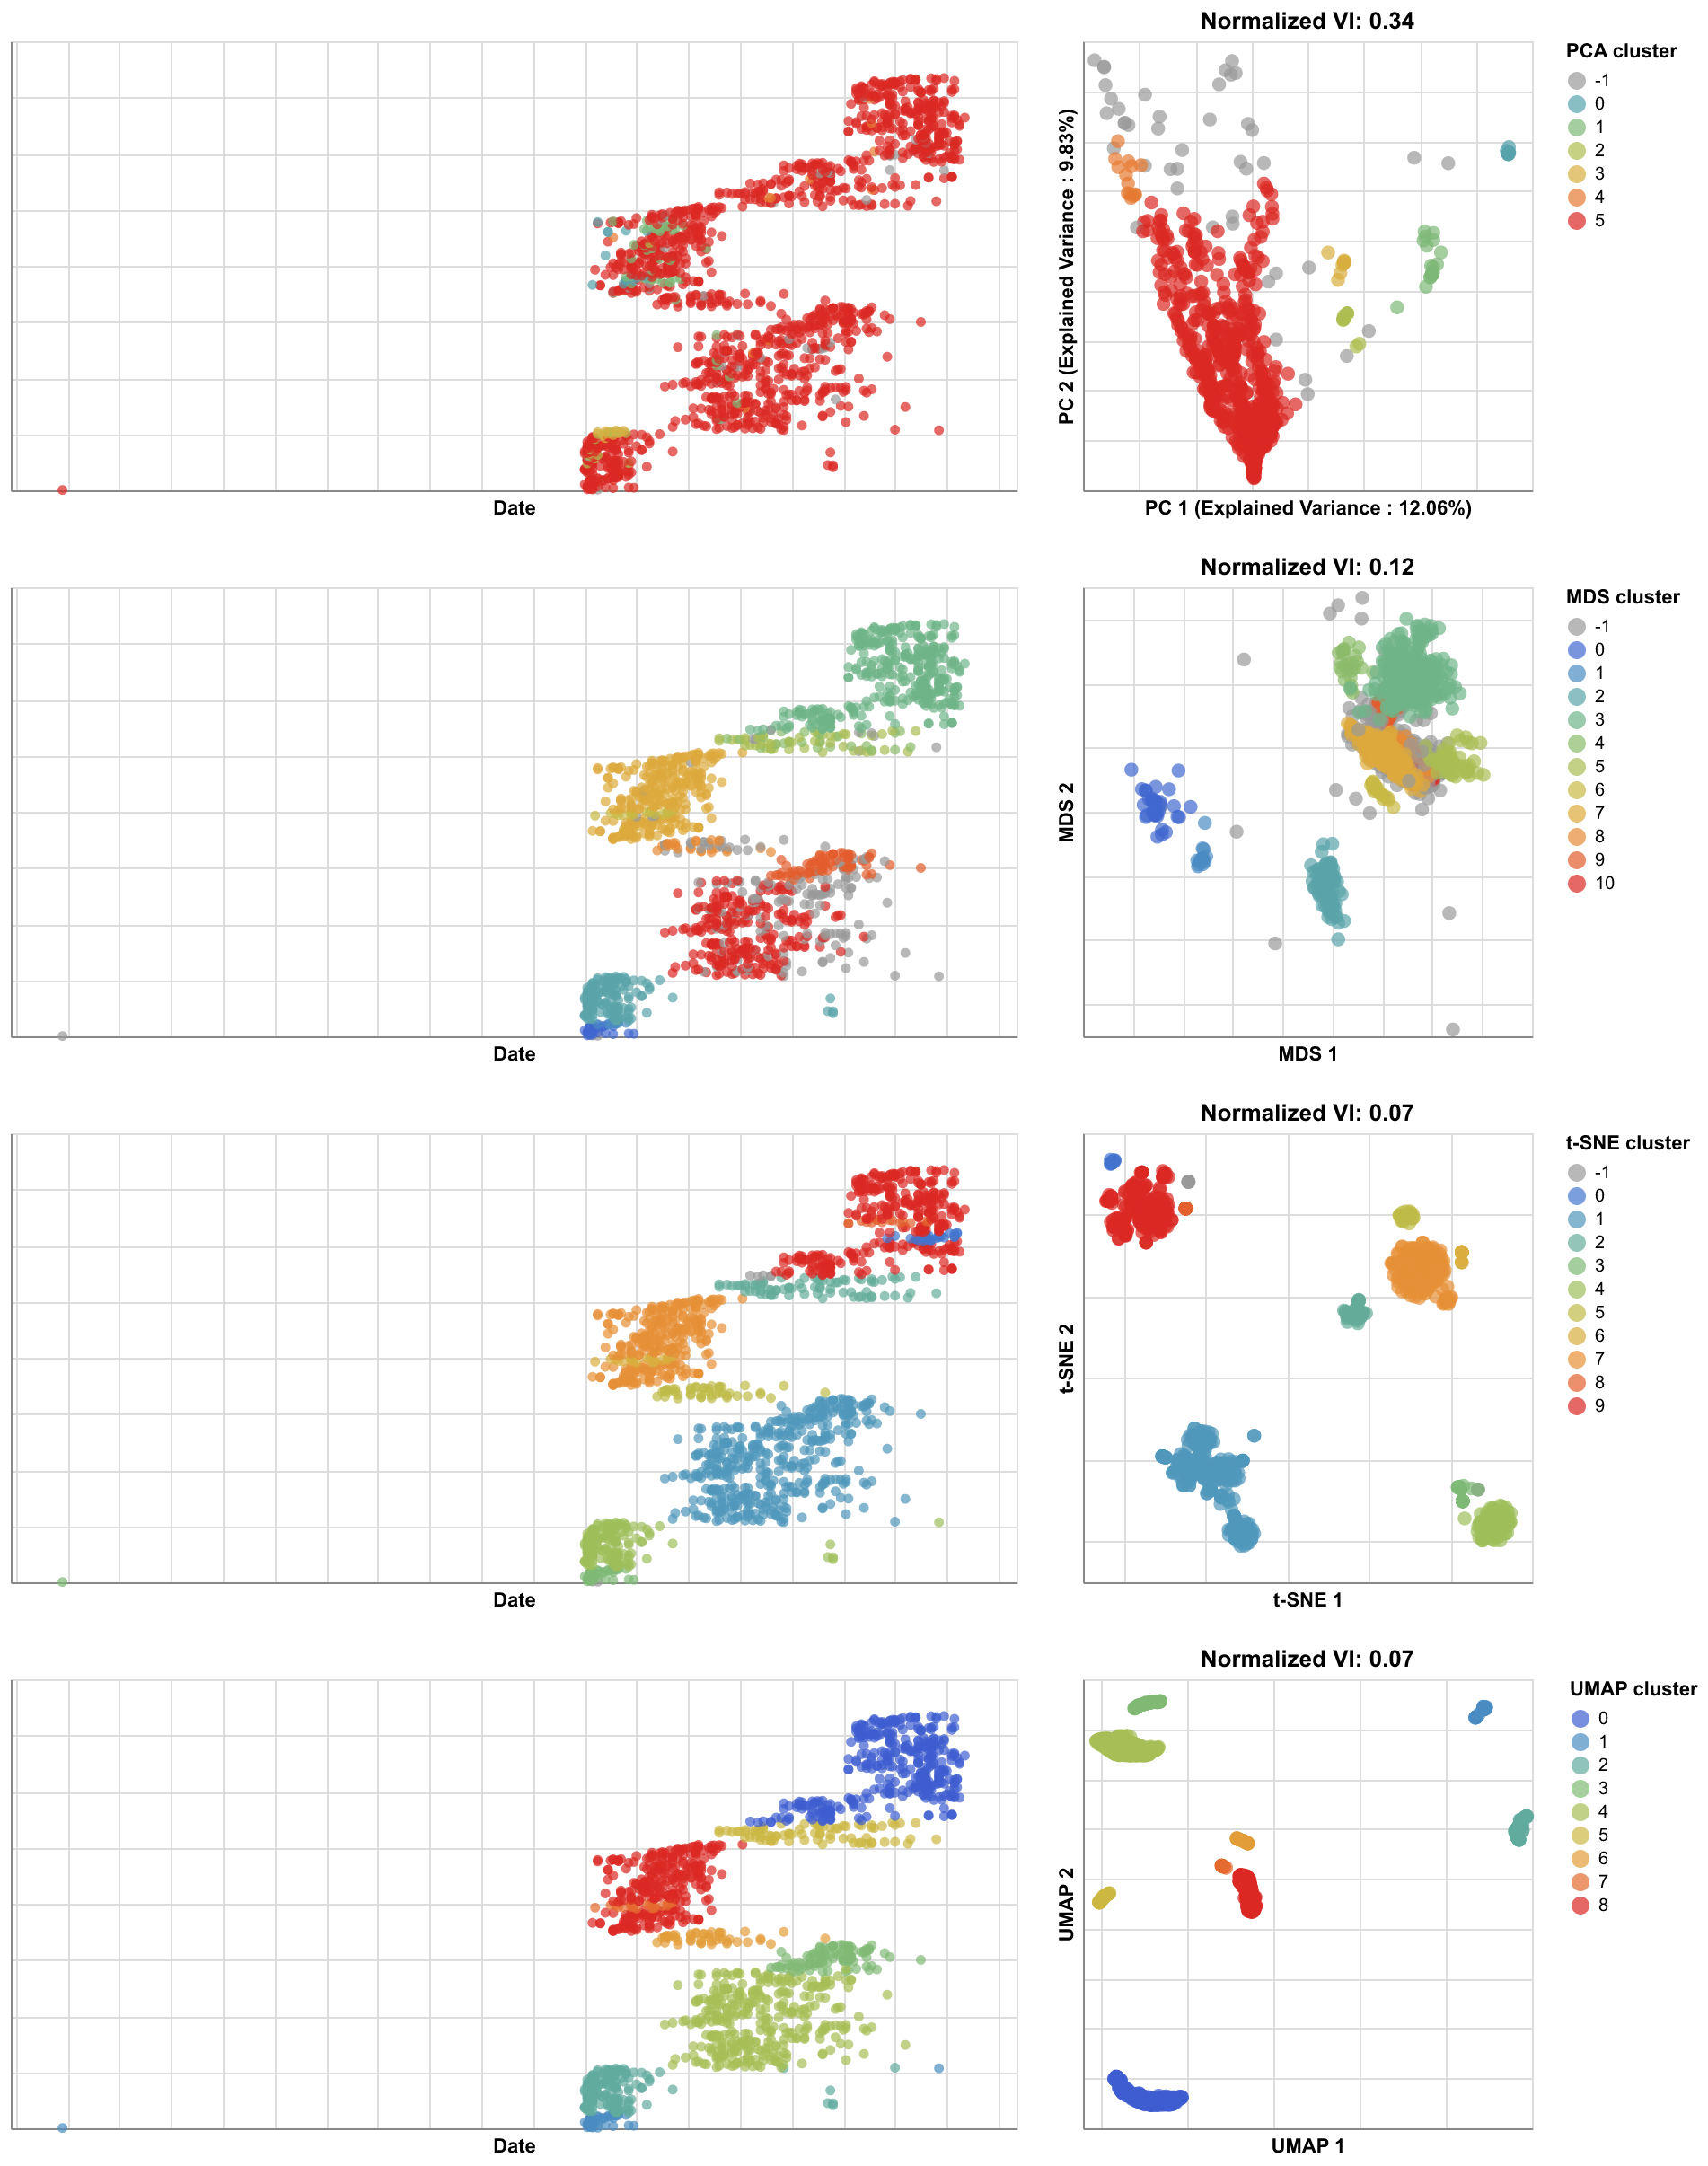 Normalized VI: 0.34
PCA cluster
-1
0
1
2
3
4
5
PC 2 (Explained Variance : 9.83%)
Date
PC 1 (Explained Variance : 12.06%)
Normalized VI: 0.12
MDS cluster
-1
0
1
2
3
4
5
6
7
8
9
10
MDS 2
Date
MDS 1
Normalized VI: 0.07
t-SNE cluster
-1
0
1
2
3
4
5
6
7
8
9
t-SNE 2
Date
t-SNE 1
Normalized VI: 0.07
UMAP cluster
0
1
2
3
4
5
6
7
8
UMAP 2
Date
UMAP 1